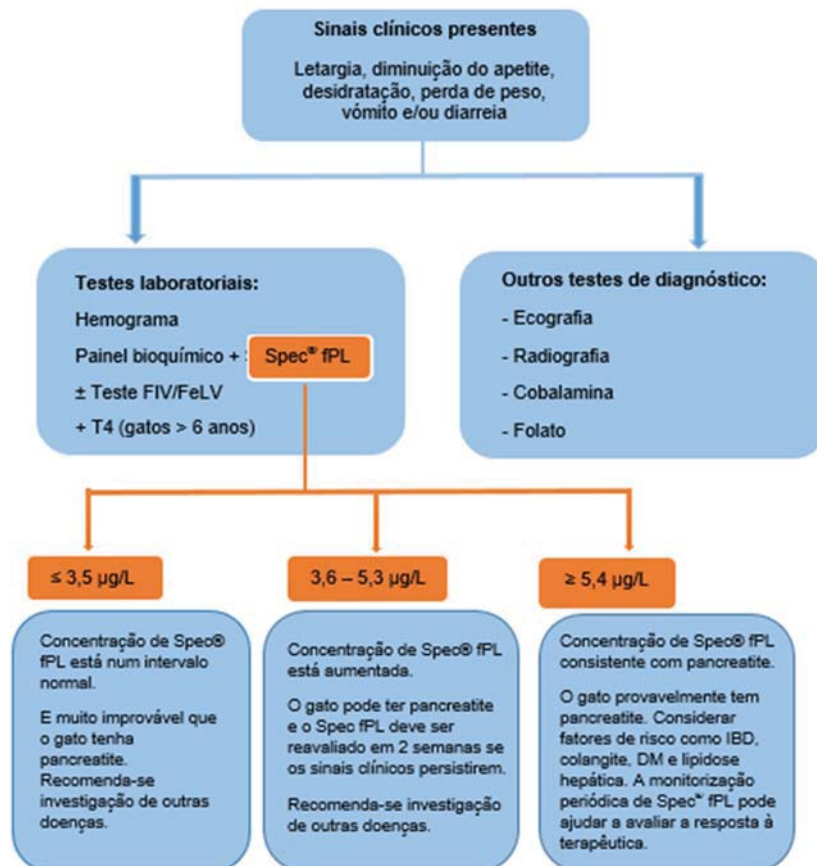 Sinais clínicos presentes
Letargia, diminuição do apetite,
desidratação, perda de peso,
vómito e/ou diarreia
Testes laboratoriais:
Hemograma
Painel bioquímico + Spec® fPL
± Teste FIV/FeLV
+ T4 (gatos > 6 anos)
Outros testes de diagnóstico:
- Ecografia
- Radiografia
- Cobalamina
- Folato
≤ 3,5 µg/L
Concentração de Spec®
fPL está num intervalo
normal.
E muito improvável que
o gato tenha
pancreatite.
Recomenda-se
investigação de outras
doenças.
3,6 – 5,3 µg/L
Concentração de Spec® fPL
está aumentada.
O gato pode ter pancreatite
e o Spec fPL deve ser
reavaliado em 2 semanas se
os sinais clínicos persistirem.
Recomenda-se investigação
de outras doenças.
≥ 5,4 µg/L
Concentração de Spec® fPL
consistente com pancreatite.
O gato provavelmente tem
pancreatite. Considerar
fatores de risco como IBD,
colangite, DM e lipidose
hepática. A monitorização
periódica de Spec® fPL pode
ajudar a avaliar a resposta à
terapêutica.